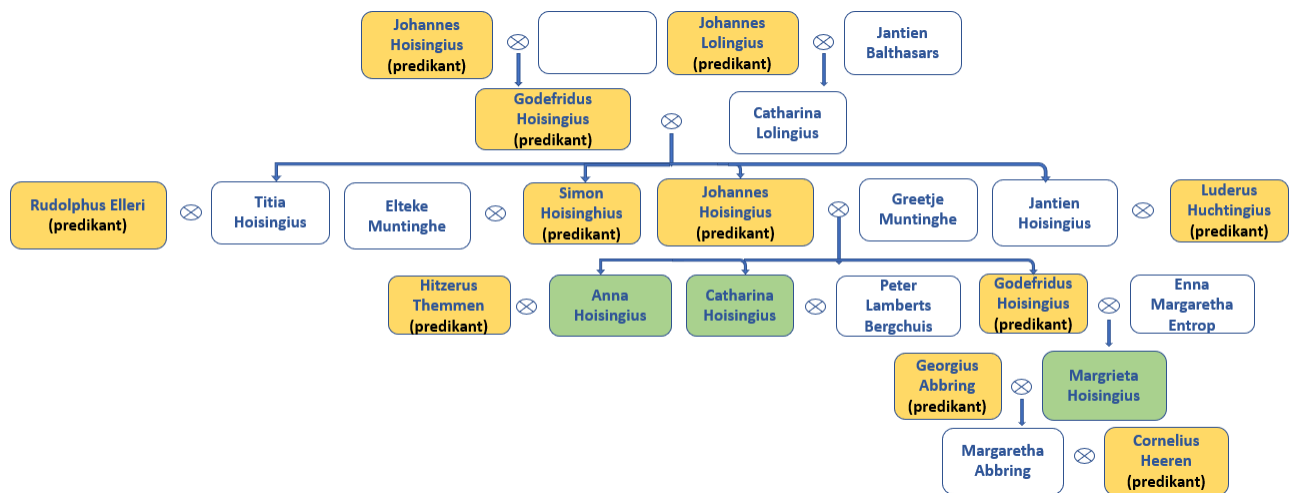 Johannes
Hoisingius
(predikant)
Johannes
Lolingius
(predikant)
Jantien
Balthasars
Godefridus
Hoisingius
(predikant)
Catharina
Lolingius
Rudolphus Elleri
(predikant)
Titia
Hoisingius
Elteke
Muntinghe
Simon
Hoisinghius
(predikant)
Johannes
Hoisingius
(predikant)
Greetje
Muntinghe
Jantien
Hoisingius
Luderus
Huchtingius
(predikant)
Hitzerus
Themmen
(predikant)
Anna
Hoisingius
Catharina
Hoisingius
Peter
Lamberts
Bergchuis
Godefridus
Hoisingius
(predikant)
Enna
Margaretha
Entrop
Georgius
Abbring
(predikant)
Margrieta
Hoisingius
Margaretha
Abbring
Cornelius
Heeren
(predikant)